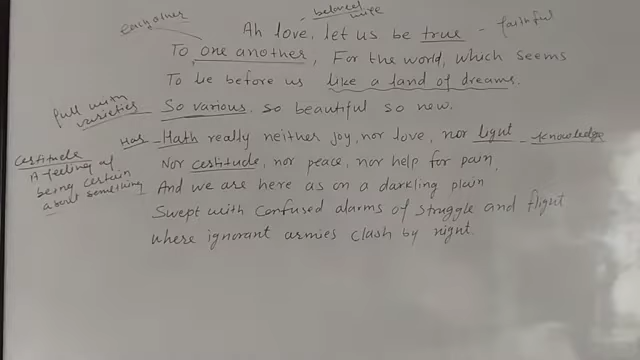 each other
beloved
wife
Ah love, let us be true - faithful
To one another, For the world, which seems
To lie before us like a land of dreams.
full with
varieties
So various, so beautiful so new.
Has Hath really neither joy, nor love, nor light - knowledge
certitude
A feeling of
being certain
about something
Nor certitude, nor peace, nor help for pain,
And we are here as on a darkling plain
Swept with confused alarms of struggle and flight
where ignorant armies clash by night.